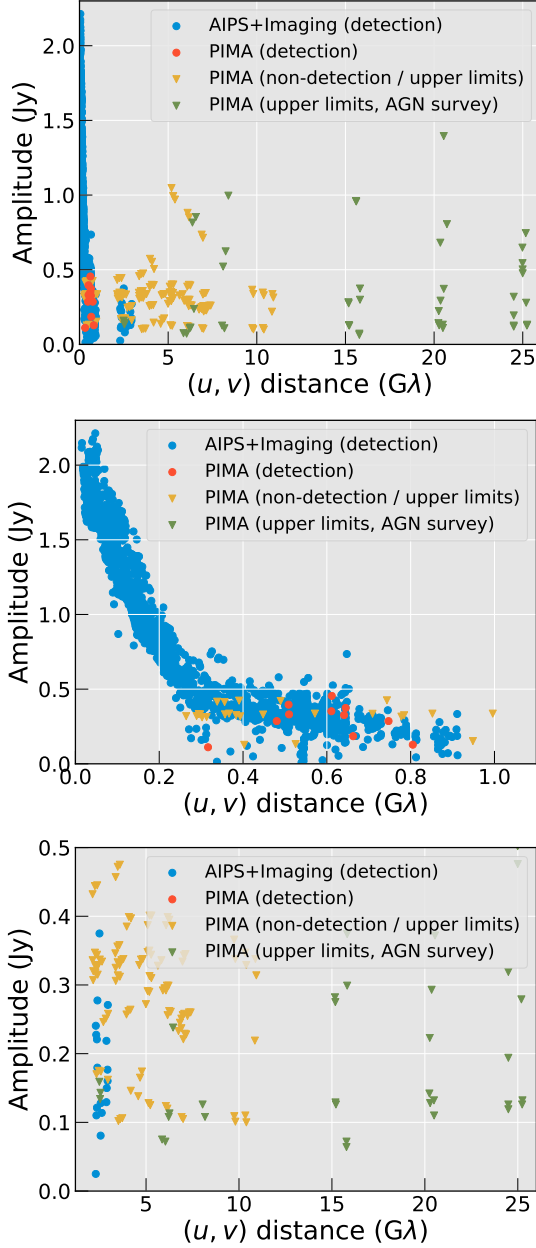 AIPS+Imaging (detection)
PIMA (detection)
PIMA (non-detection / upper limits)
PIMA (upper limits, AGN survey)
2.0
1.5
1.0
0.5
0.0
Amplitude (Jy)
0 5 10 15 20 25
(u, v) distance (Gλ)
AIPS+Imaging (detection)
PIMA (detection)
PIMA (non-detection / upper limits)
PIMA (upper limits, AGN survey)
2.0
1.5
1.0
0.5
0.0
Amplitude (Jy)
0.0 0.2 0.4 0.6 0.8 1.0
(u, v) distance (Gλ)
AIPS+Imaging (detection)
PIMA (detection)
PIMA (non-detection / upper limits)
PIMA (upper limits, AGN survey)
0.5
0.4
0.3
0.2
0.1
0.0
Amplitude (Jy)
5 10 15 20 25
(u, v) distance (Gλ)